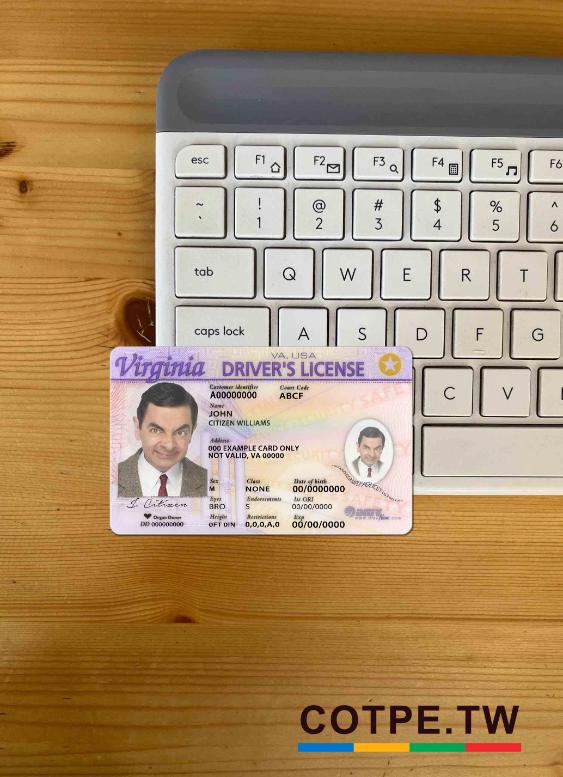 esc F1 F2 F3 F4 F5 F6
~ ! @ # $ % ^
` 1 2 3 4 5 6
tab Q W E R T
caps lock A S D F G
C V
Virginia
VA, USA
DRIVER'S LICENSE
Customer identifier Court Code
A00000000 ABCF
Name
JOHN
CITIZEN WILLIAMS
Address
000 EXAMPLE CARD ONLY
NOT VALID, VA 00000
Sex Class Date of birth
M NONE 00/0000000
Eyes Endorsements Iss ORI
BRO S 00/00/0000
Height Restrictions Exp
0FT 0IN 0,0,0,A,0 00/00/0000
J. Citizen
Organ Donor
DD 000000000
COTPE.TW